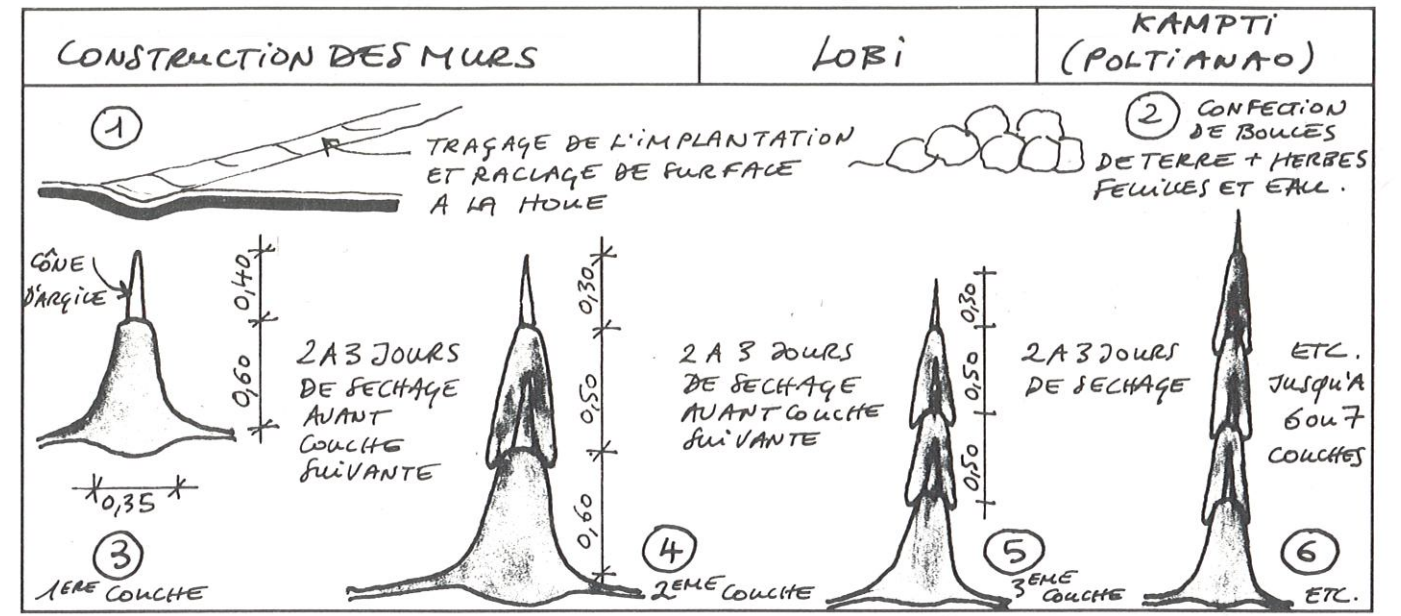 CONSTRUCTION DES MURS
LOBI
KAMPTI
(POLTIANAO)
1
TRAÇAGE DE L'IMPLANTATION
ET RACLAGE DE SURFACE
A LA HOUE
2
CONFECTION
DE BOULES
DE TERRE + HERBES
FEUILLES ET EAU.
CÔNE
D'ARGILE
0,40
0,60
0,35
3
1ERE COUCHE
2 A 3 JOURS
DE SECHAGE
AVANT
COUCHE
SUIVANTE
0,30
0,50
0,60
4
2EME COUCHE
2 A 3 JOURS
DE SECHAGE
AVANT COUCHE
SUIVANTE
0,30
0,50
0,50
5
3EME
COUCHE
2 A 3 JOURS
DE SECHAGE
ETC.
JUSQU'A
6 OU 7
COUCHES
6
ETC.